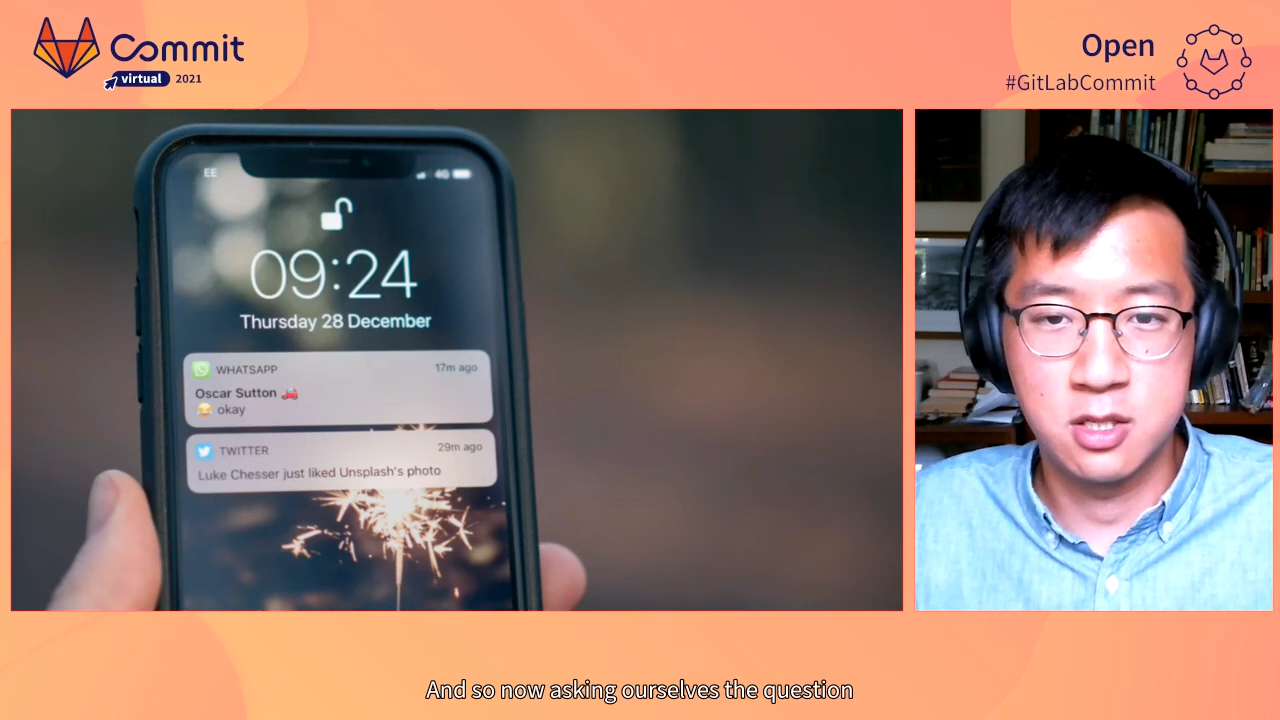 Commit
virtual 2021
Open
#GitLabCommit
EE
4G
09:24
Thursday 28 December
WHATSAPP 17m ago
Oscar Sutton 🚗
😂 okay
TWITTER 29m ago
Luke Chesser just liked Unsplash's photo
And so now asking ourselves the question